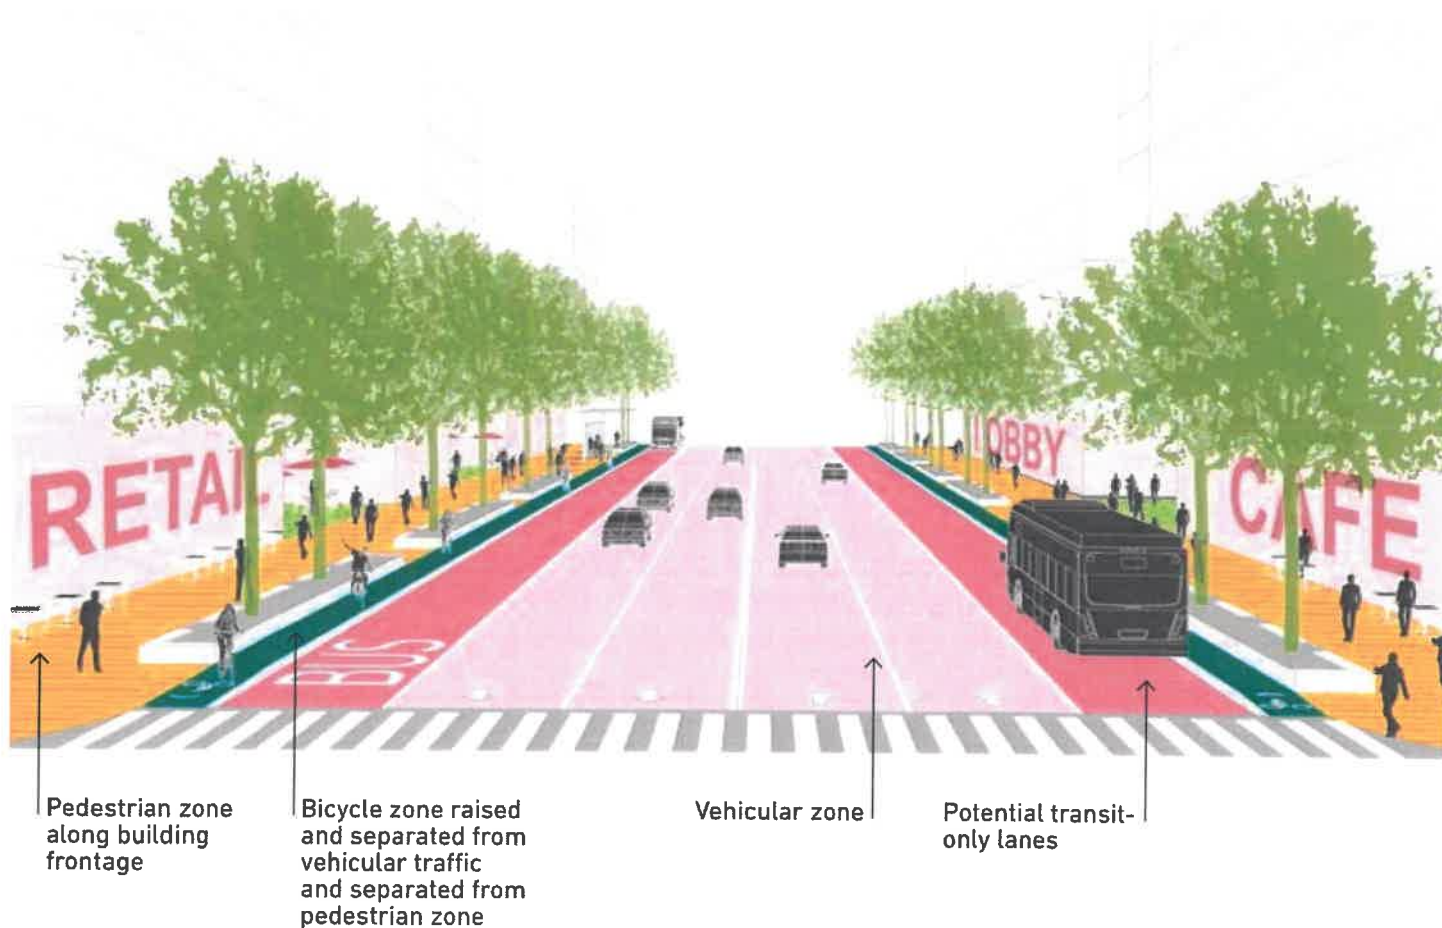 RETAIL
LOBBY
CAFE
BUS
Pedestrian zone
along building
frontage
Bicycle zone raised
and separated from
vehicular traffic
and separated from
pedestrian zone
Vehicular zone
Potential transit-
only lanes